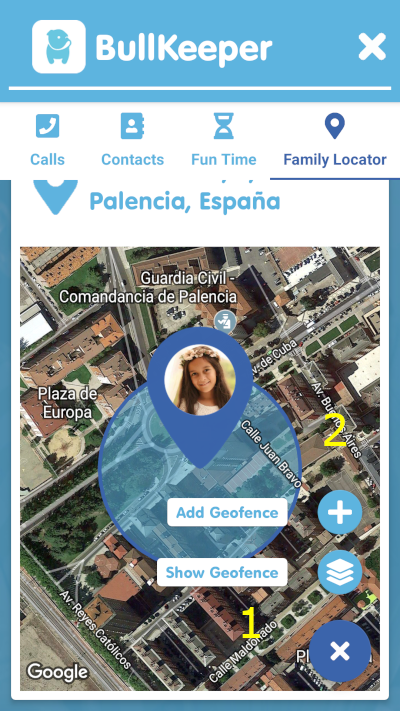 BullKeeper
Calls
Contacts
Fun Time
Family Locator
Palencia, España
Guardia Civil -
Comandancia de Palencia
v. de Cuba
Plaza de
Europa
Av. Buenos Aires
2
Calle Juan Bravo
Add Geofence
Show Geofence
1
Av. Reyes Católicos
Calle Maldonado
Google